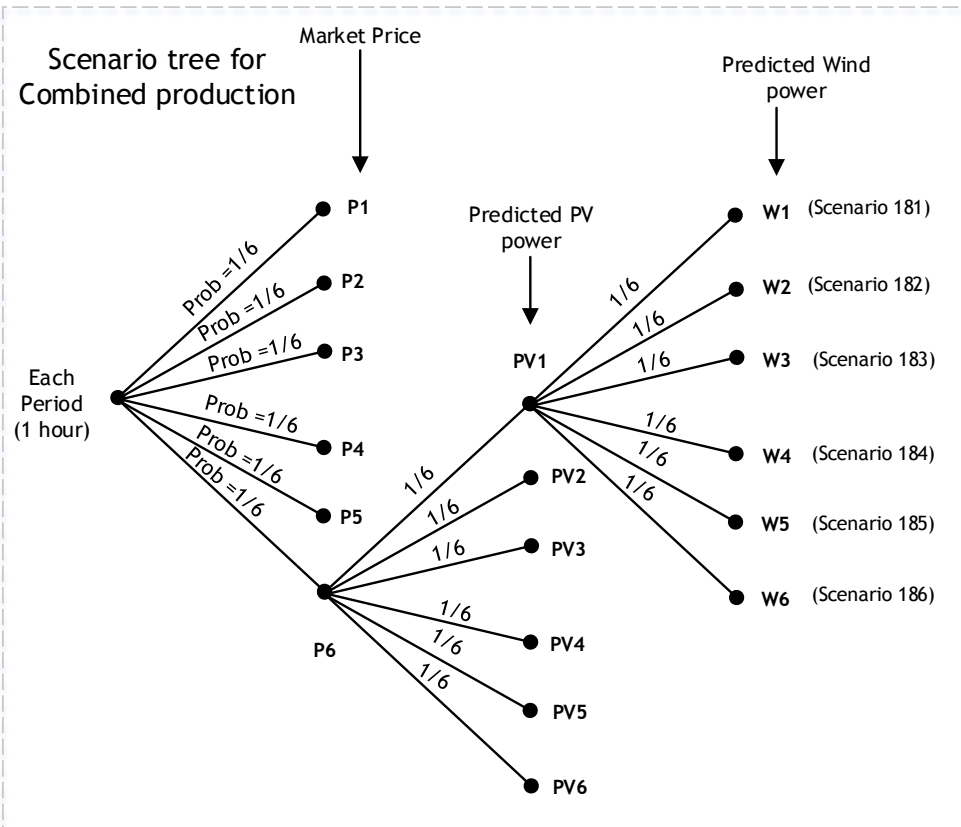 Scenario tree for
Combined production
Market Price
Predicted Wind
power
Predicted PV
power
Each
Period
(1 hour)
Prob =1/6
Prob =1/6
Prob =1/6
Prob =1/6
Prob =1/6
Prob =1/6
P1
P2
P3
P4
P5
P6
1/6
1/6
1/6
1/6
1/6
1/6
PV1
PV2
PV3
PV4
PV5
PV6
1/6
1/6
1/6
1/6
1/6
1/6
W1 (Scenario 181)
W2 (Scenario 182)
W3 (Scenario 183)
W4 (Scenario 184)
W5 (Scenario 185)
W6 (Scenario 186)